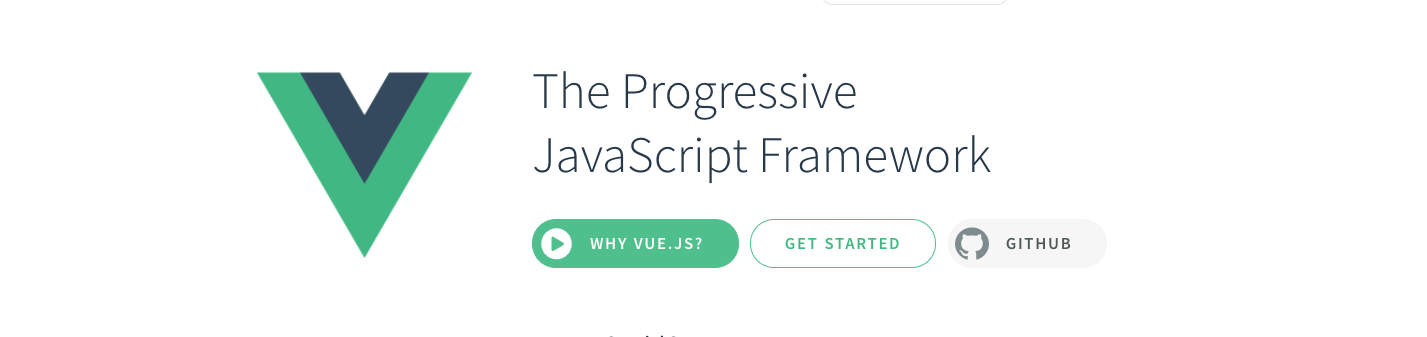 The Progressive
JavaScript Framework
WHY VUE.JS?
GET STARTED
GITHUB